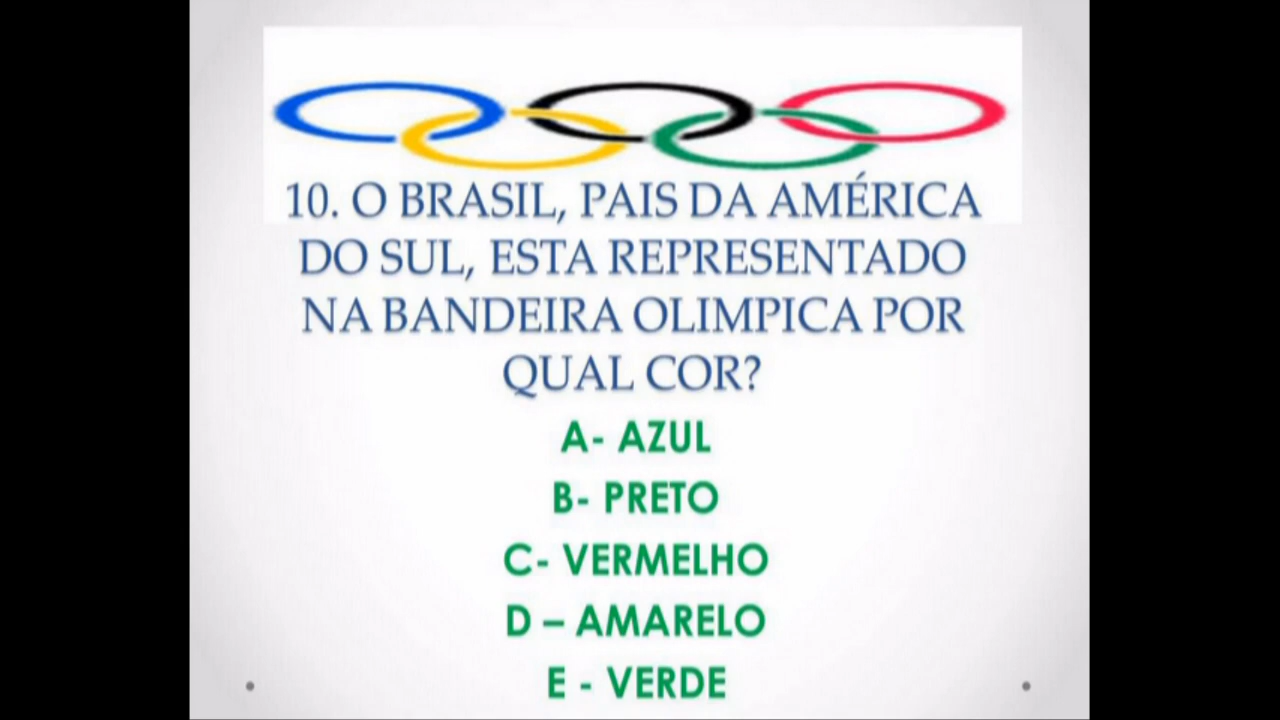 10. O BRASIL, PAIS DA AMÉRICA
DO SUL, ESTA REPRESENTADO
NA BANDEIRA OLIMPICA POR
QUAL COR?
A- AZUL
B- PRETO
C- VERMELHO
D – AMARELO
E - VERDE